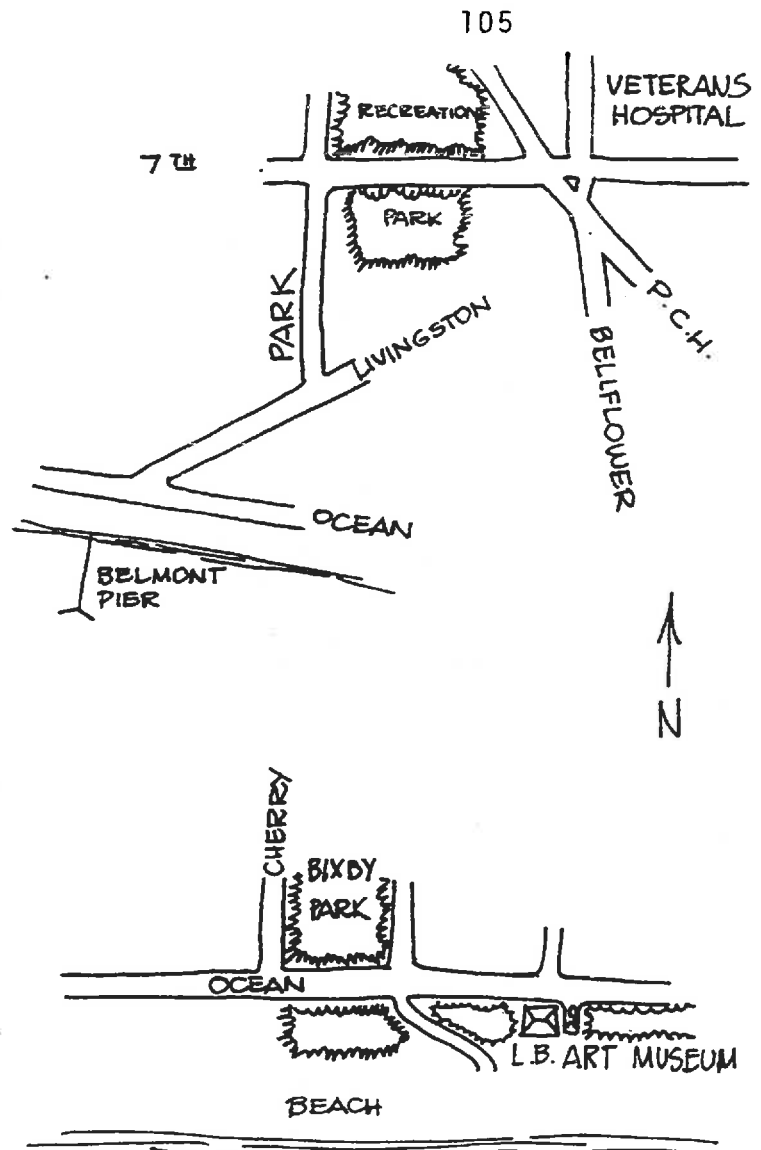 105
VETERANS
HOSPITAL
RECREATION
7TH
PARK
PARK
LIVINGSTON
P.C.H.
BELLFLOWER
OCEAN
BELMONT
PIER
N
CHERRY
BIXBY
PARK
OCEAN
L.B. ART MUSEUM
BEACH